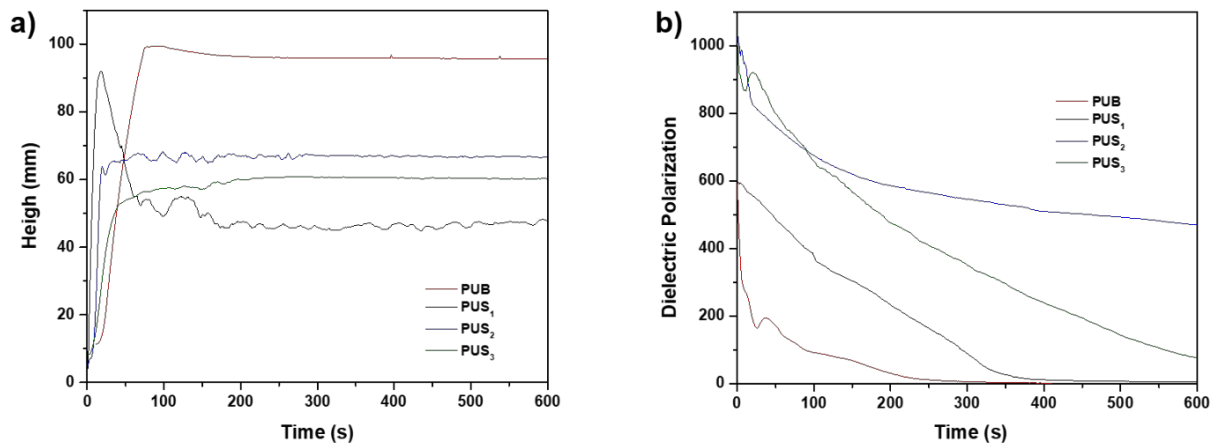 a)
Heigh (mm)
100
80
60
40
20
0
PUB
PUS1
PUS2
PUS3
0 100 200 300 400 500 600
Time (s)
b)
Dielectric Polarization
1000
800
600
400
200
0
PUB
PUS1
PUS2
PUS3
0 100 200 300 400 500 600
Time (s)